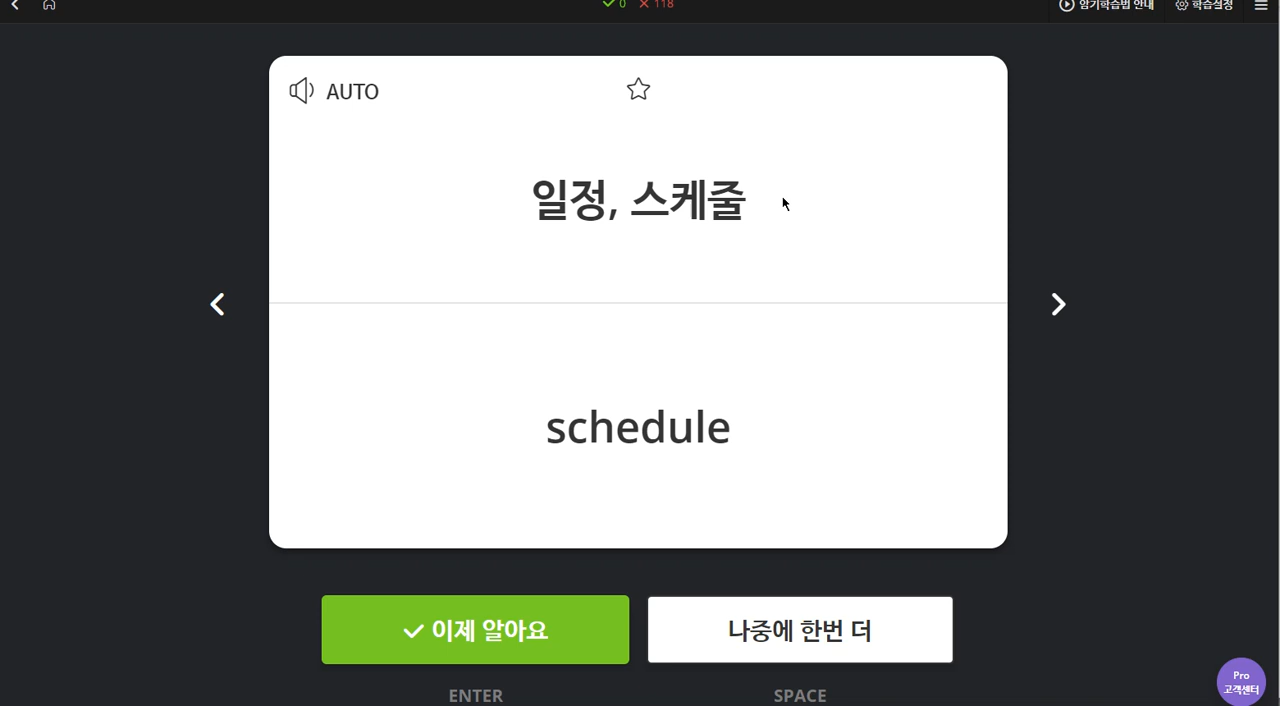 0 118 암기학습법 안내 학습설정
AUTO
일정, 스케줄
schedule
이제 알아요 나중에 한번 더
ENTER SPACE
Pro
고객센터